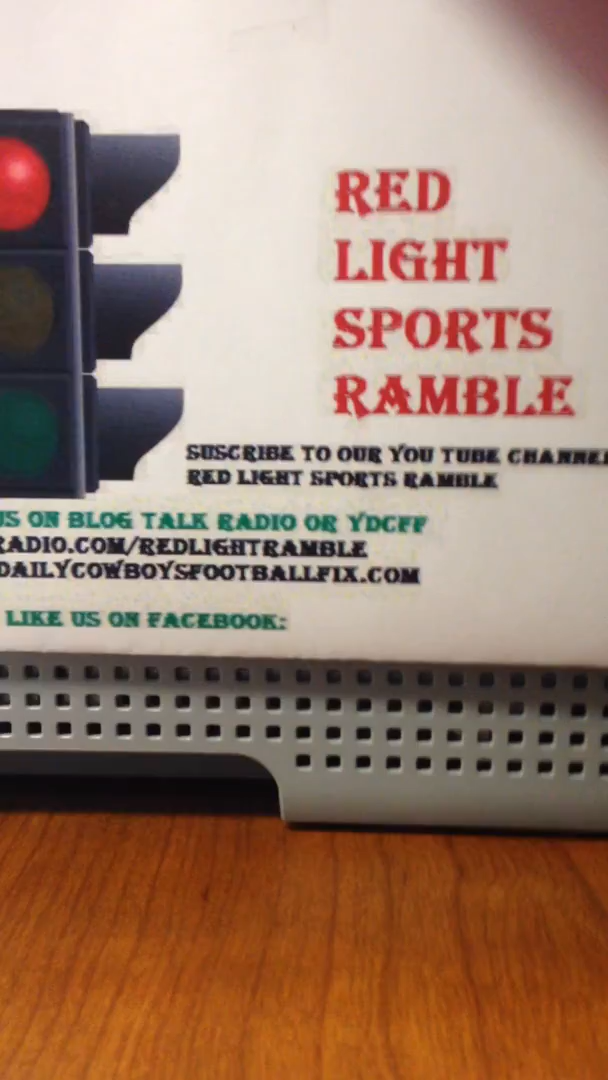 RED
LIGHT
SPORTS
RAMBLE
SUSCRIBE TO OUR YOU TUBE CHANNEL
RED LIGHT SPORTS RAMBLE
US ON BLOG TALK RADIO OR YDCFF
RADIO.COM/REDLIGHTRAMBLE
DAILYCOWBOYSFOOTBALLFIX.COM
LIKE US ON FACEBOOK: